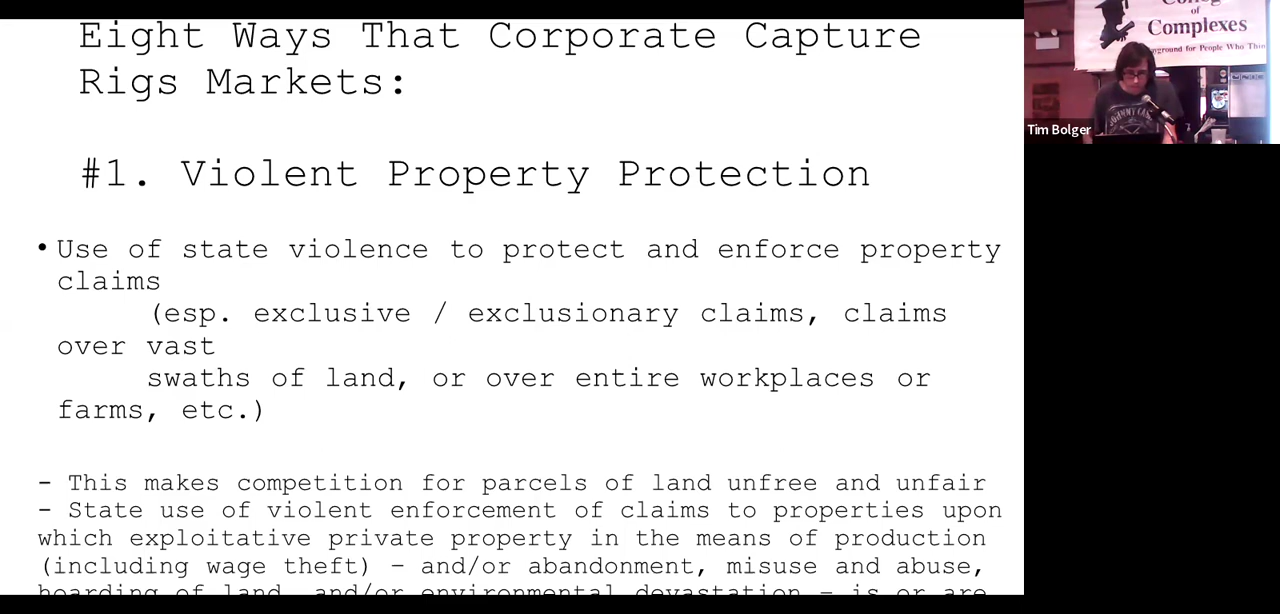 Eight Ways That Corporate Capture
Rigs Markets:
#1. Violent Property Protection
• Use of state violence to protect and enforce property
claims
(esp. exclusive / exclusionary claims, claims
over vast
swaths of land, or over entire workplaces or
farms, etc.)
- This makes competition for parcels of land unfree and unfair
- State use of violent enforcement of claims to properties upon
which exploitative private property in the means of production
(including wage theft) – and/or abandonment, misuse and abuse,
hoarding of land, and/or environmental devastation – is or are
of
Complexes
for People Who
Tim Bolger
JOHNNY